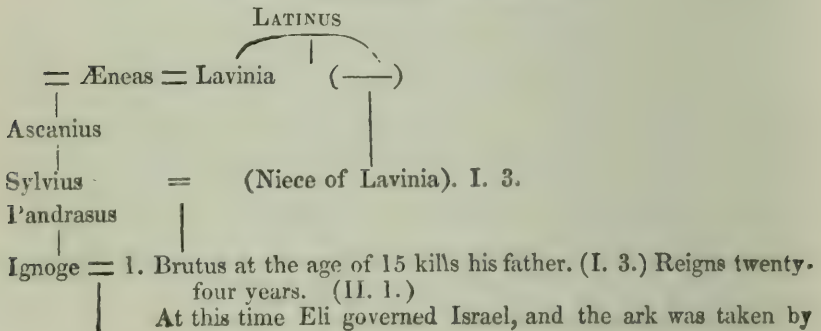 LATINUS
= Æneas = Lavinia (——)
Ascanius
Sylvius = (Niece of Lavinia). I. 3.
Pandrasus
Ignoge = 1. Brutus at the age of 15 kills his father. (I. 3.) Reigns twenty-
four years. (II. 1.)
At this time Eli governed Israel, and the ark was taken by